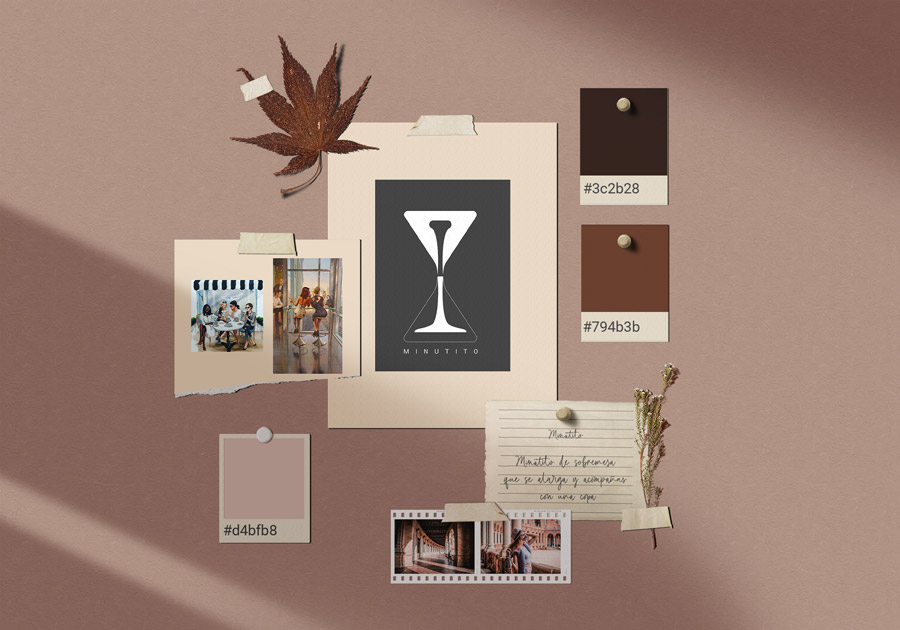 #3c2b28
MINUTITO
#794b3b
Minutito
Minutito de sobremesa
que se alarga y acompañas
con una copa
#d4bfb8